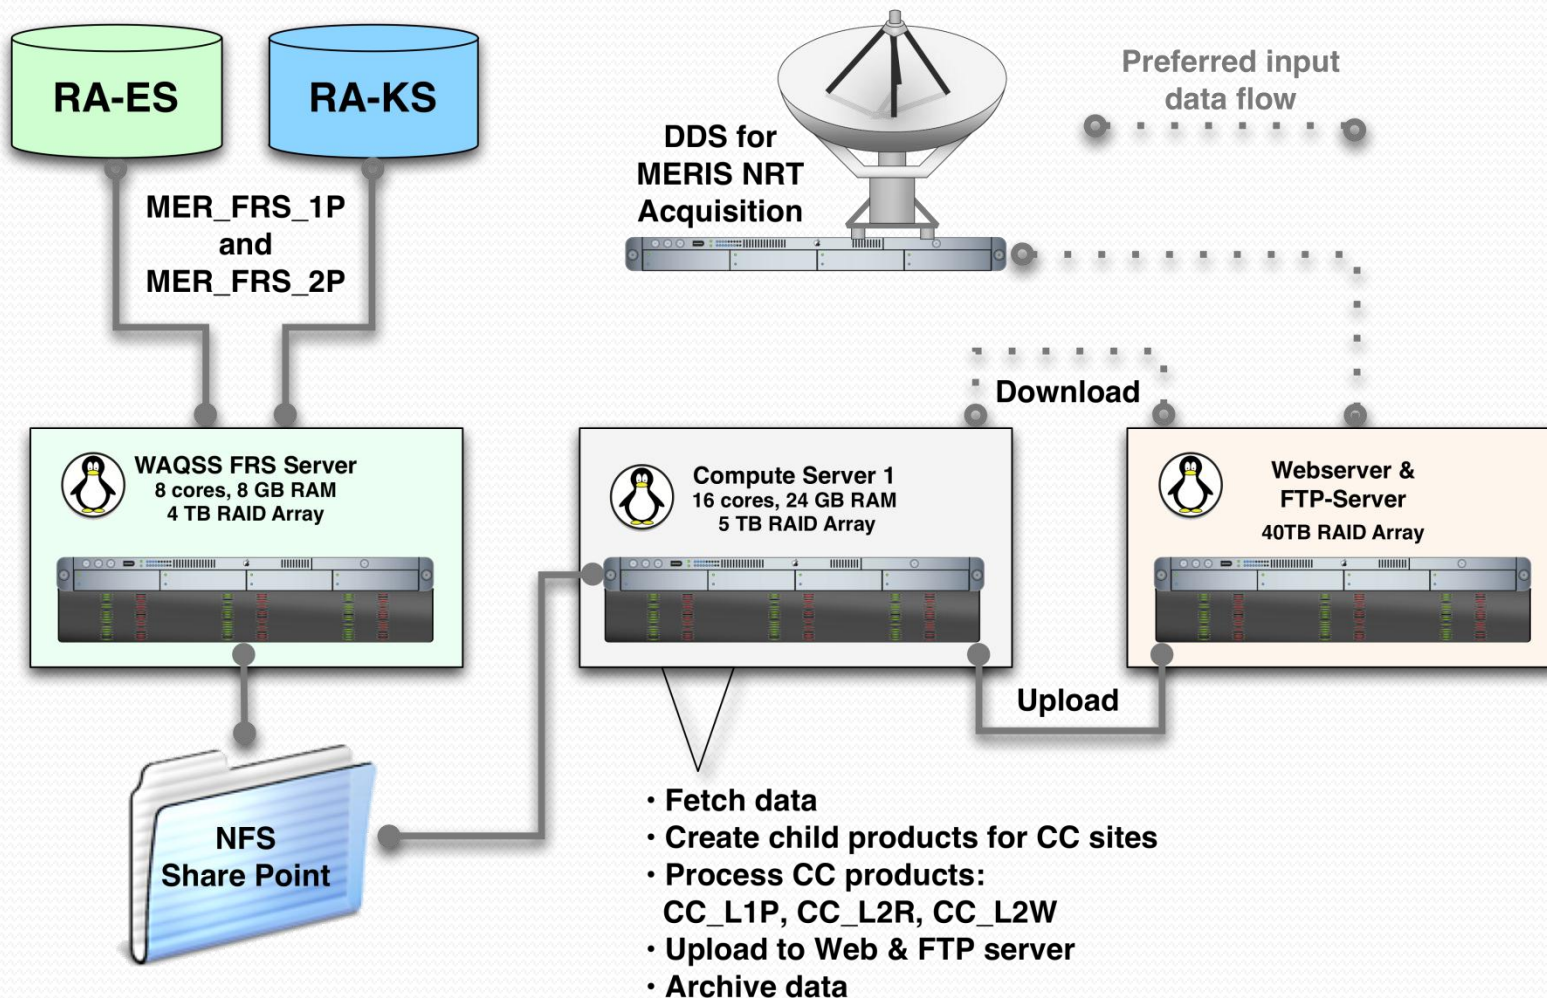 RA-ES
RA-KS
MER_FRS_1P
and
MER_FRS_2P
DDS for
MERIS NRT
Acquisition
Preferred input
data flow
Download
WAQSS FRS Server
8 cores, 8 GB RAM
4 TB RAID Array
Compute Server 1
16 cores, 24 GB RAM
5 TB RAID Array
Webserver &
FTP-Server
40TB RAID Array
Upload
NFS
Share Point
· Fetch data
· Create child products for CC sites
· Process CC products:
CC_L1P, CC_L2R, CC_L2W
· Upload to Web & FTP server
· Archive data